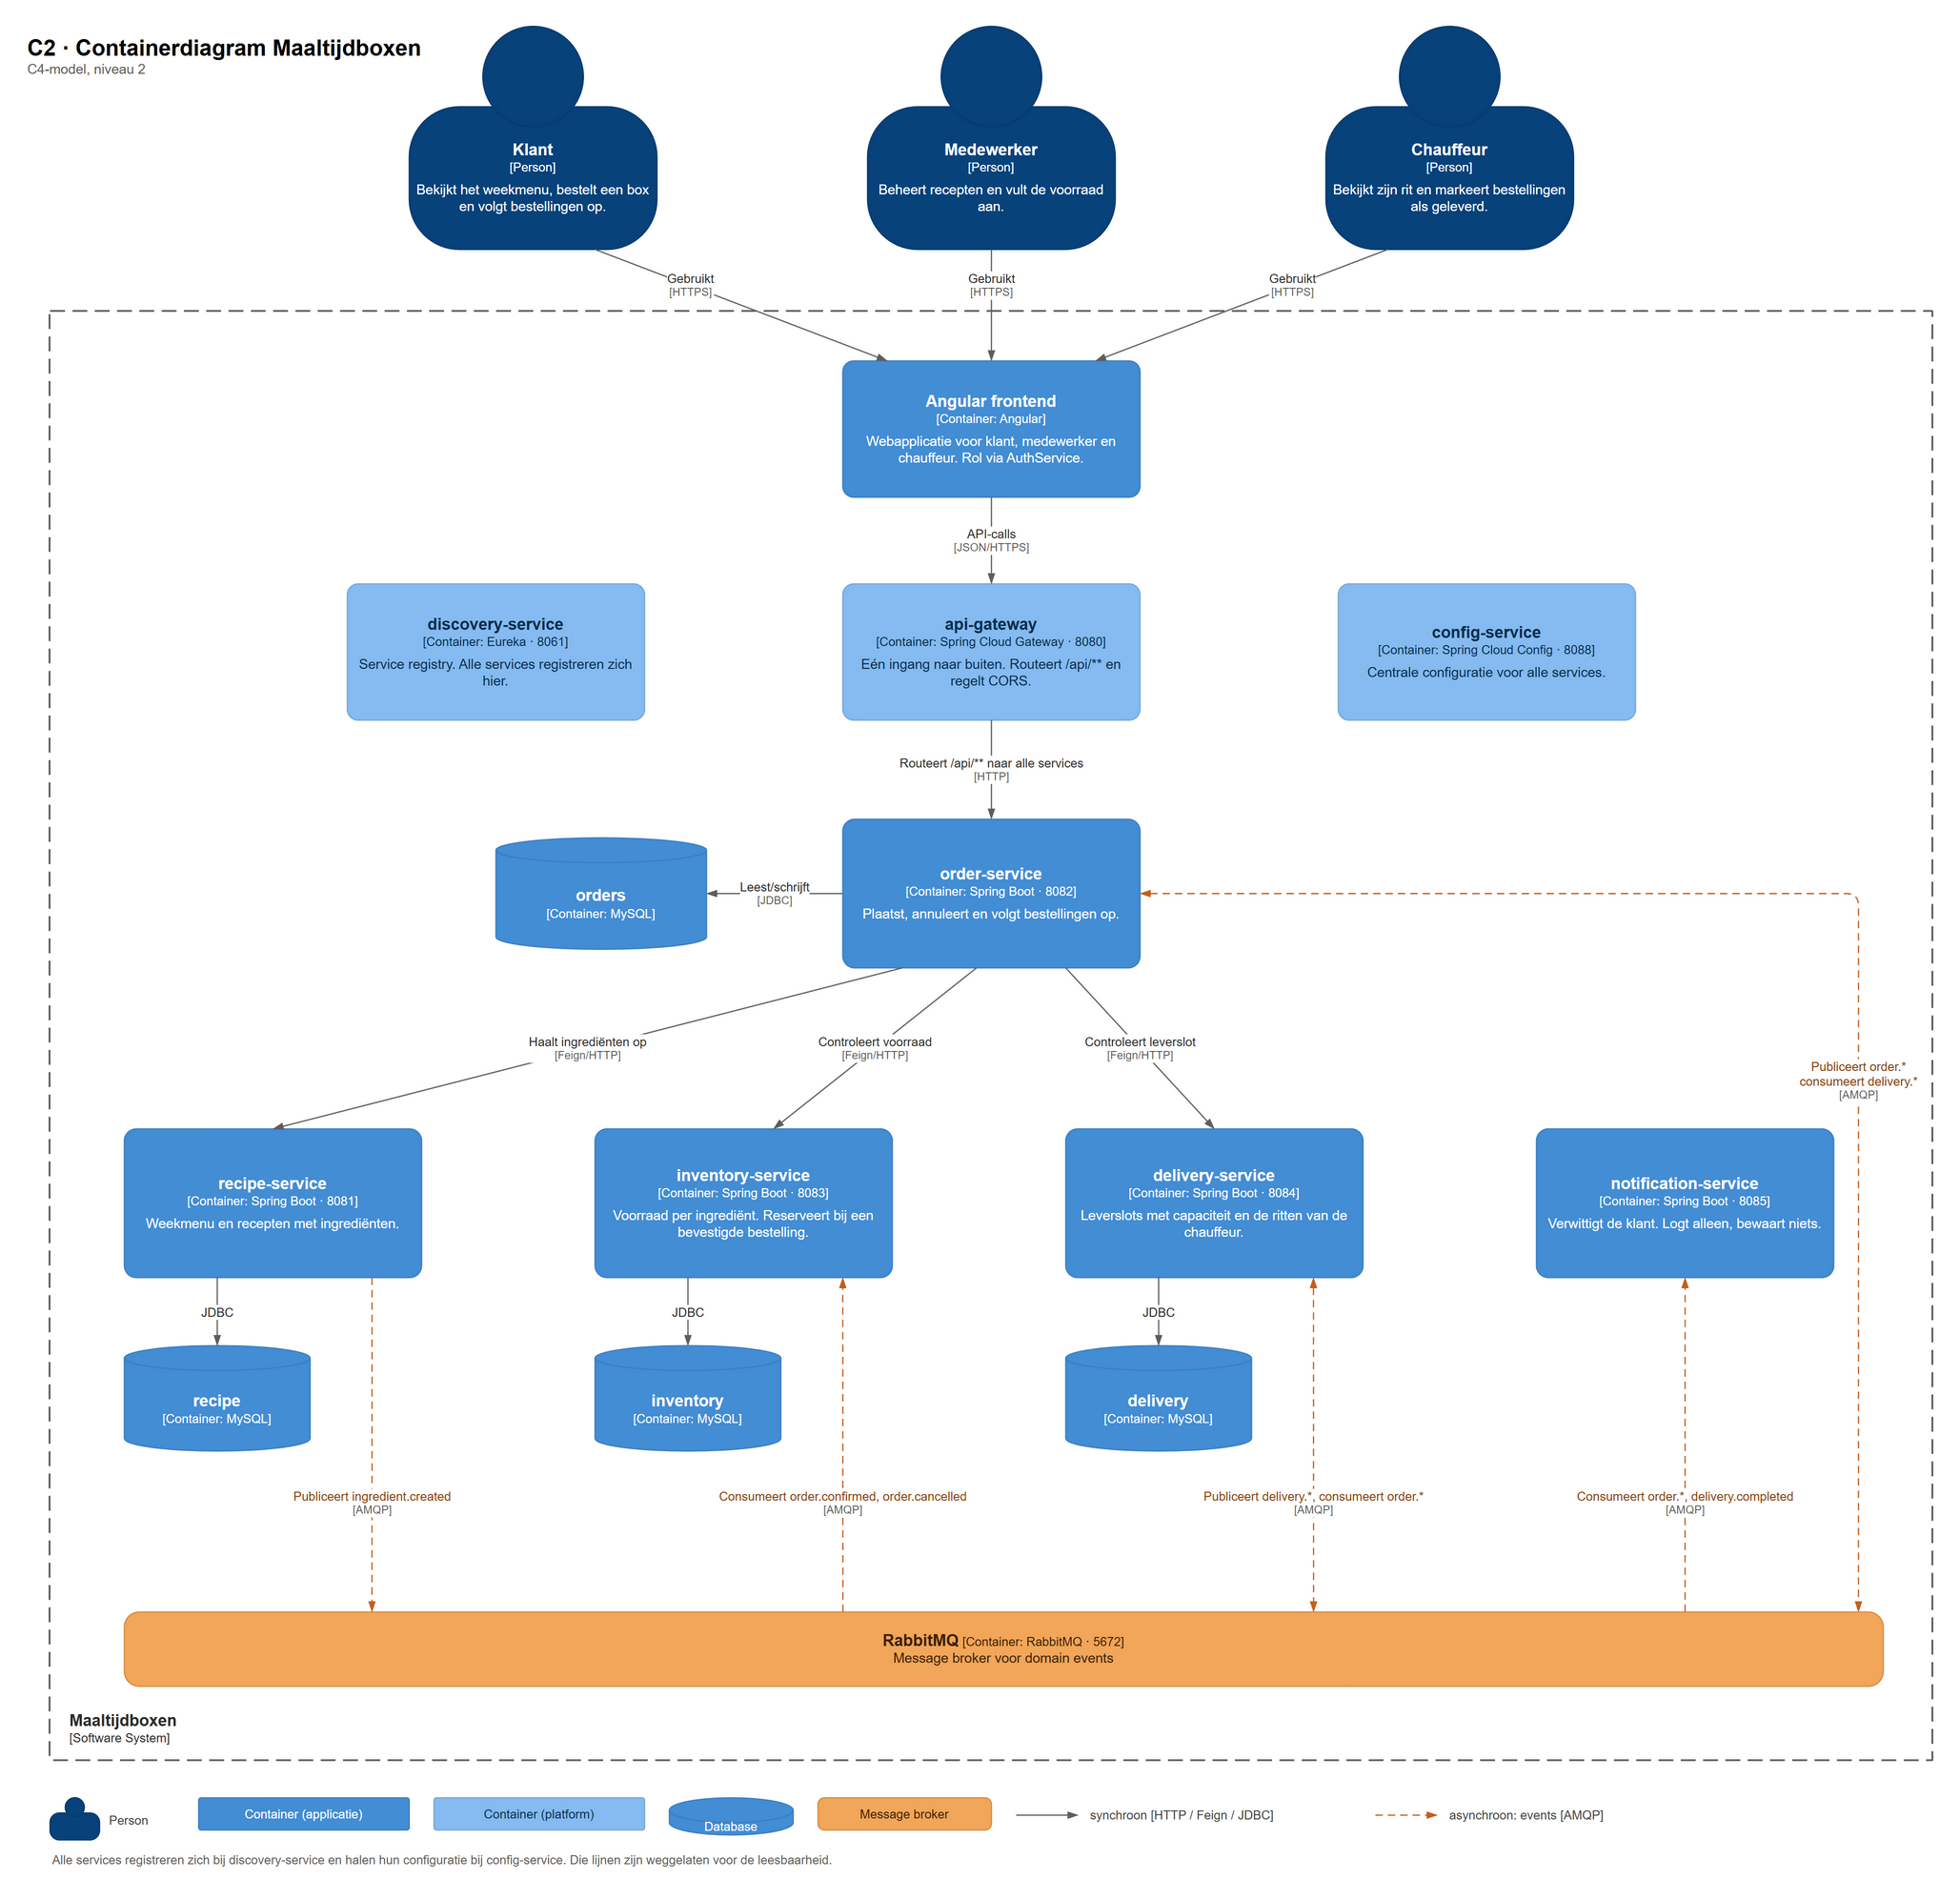 C2 · Containerdiagram Maaltijdboxen
C4-model, niveau 2
Klant
[Person]
Bekijkt het weekmenu, bestelt een box
en volgt bestellingen op.
Medewerker
[Person]
Beheert recepten en vult de voorraad
aan.
Chauffeur
[Person]
Bekijkt zijn rit en markeert bestellingen
als geleverd.
Gebruikt
[HTTPS]
Gebruikt
[HTTPS]
Gebruikt
[HTTPS]
Angular frontend
[Container: Angular]
Webapplicatie voor klant, medewerker en
chauffeur. Rol via AuthService.
API-calls
[JSON/HTTPS]
discovery-service
[Container: Eureka · 8061]
Service registry. Alle services registreren zich
hier.
api-gateway
[Container: Spring Cloud Gateway · 8080]
Eén ingang naar buiten. Routeert /api/** en
regelt CORS.
config-service
[Container: Spring Cloud Config · 8088]
Centrale configuratie voor alle services.
Routeert /api/** naar alle services
[HTTP]
orders
[Container: MySQL]
Leest/schrijft
[JDBC]
order-service
[Container: Spring Boot · 8082]
Plaatst, annuleert en volgt bestellingen op.
Haalt ingrediënten op
[Feign/HTTP]
Controleert voorraad
[Feign/HTTP]
Controleert leverslot
[Feign/HTTP]
Publiceert order.*
consumeert delivery.*
[AMQP]
recipe-service
[Container: Spring Boot · 8081]
Weekmenu en recepten met ingrediënten.
inventory-service
[Container: Spring Boot · 8083]
Voorraad per ingrediënt. Reserveert bij een
bevestigde bestelling.
delivery-service
[Container: Spring Boot · 8084]
Leverslots met capaciteit en de ritten van de
chauffeur.
notification-service
[Container: Spring Boot · 8085]
Verwittigt de klant. Logt alleen, bewaart niets.
JDBC
JDBC
JDBC
recipe
[Container: MySQL]
inventory
[Container: MySQL]
delivery
[Container: MySQL]
Publiceert ingredient.created
[AMQP]
Consumeert order.confirmed, order.cancelled
[AMQP]
Publiceert delivery.*, consumeert order.*
[AMQP]
Consumeert order.*, delivery.completed
[AMQP]
RabbitMQ [Container: RabbitMQ · 5672]
Message broker voor domain events
Maaltijdboxen
[Software System]
Person
Container (applicatie)
Container (platform)
Database
Message broker
synchroon [HTTP / Feign / JDBC]
asynchroon: events [AMQP]
Alle services registreren zich bij discovery-service en halen hun configuratie bij config-service. Die lijnen zijn weggelaten voor de leesbaarheid.